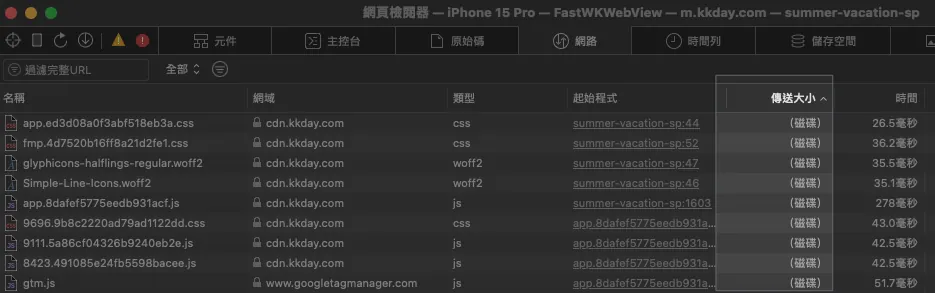 網頁檢閱器 — iPhone 15 Pro — FastWKWebView — m.kkday.com — summer-vacation-sp
元件 主控台 原始碼 網路 時間列 儲存空間
過濾完整URL 全部
名稱 網域 類型 起始程式 傳送大小 時間
app.ed3d08a0f3abf518eb3a.css cdn.kkday.com css summer-vacation-sp:44 (磁碟) 26.5毫秒
fmp.4d7520b16ff8a21d2fe1.css cdn.kkday.com css summer-vacation-sp:52 (磁碟) 36.2毫秒
glyphicons-halflings-regular.woff2 cdn.kkday.com woff2 summer-vacation-sp:47 (磁碟) 35.5毫秒
Simple-Line-Icons.woff2 cdn.kkday.com woff2 summer-vacation-sp:46 (磁碟) 35.1毫秒
app.8dafef5775eedb931acf.js cdn.kkday.com js summer-vacation-sp:1603 (磁碟) 278毫秒
9696.9b8c2220ad79ad1122dd.css cdn.kkday.com css app.8dafef5775eedb931a… (磁碟) 43.0毫秒
9111.5a86cf04326b9240eb2e.js cdn.kkday.com js app.8dafef5775eedb931a… (磁碟) 42.5毫秒
8423.491085e24fb5598bacee.js cdn.kkday.com js app.8dafef5775eedb931a… (磁碟) 42.5毫秒
gtm.js www.googletagmanager.com js app.8dafef5775eedb931a… (磁碟) 51.7毫秒